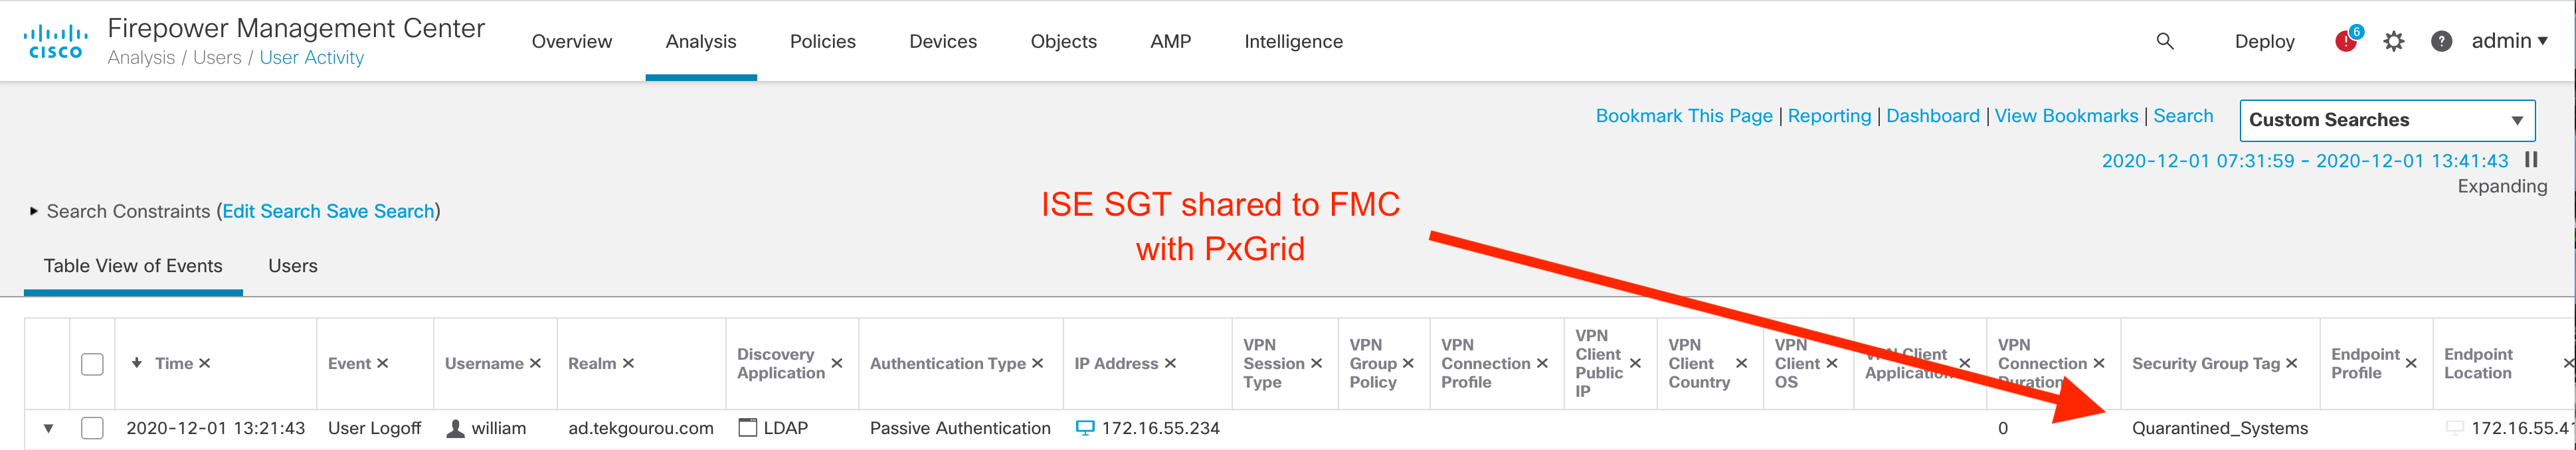 Firepower Management Center
CISCO
Analysis / Users / User Activity
Overview Analysis Policies Devices Objects AMP Intelligence
Deploy 6 ? admin
Bookmark This Page | Reporting | Dashboard | View Bookmarks | Search
Custom Searches
2020-12-01 07:31:59 - 2020-12-01 13:41:43
Expanding
Search Constraints (Edit Search Save Search)
ISE SGT shared to FMC
with PxGrid
Table View of Events Users
Time Event Username Realm Discovery Application Authentication Type IP Address VPN Session Type VPN Group Policy VPN Connection Profile VPN Client Public IP VPN Client Country VPN Client OS VPN Client Application VPN Connection Duration Security Group Tag Endpoint Profile Endpoint Location
2020-12-01 13:21:43 User Logoff william ad.tekgourou.com LDAP Passive Authentication 172.16.55.234 0 Quarantined_Systems 172.16.55.41